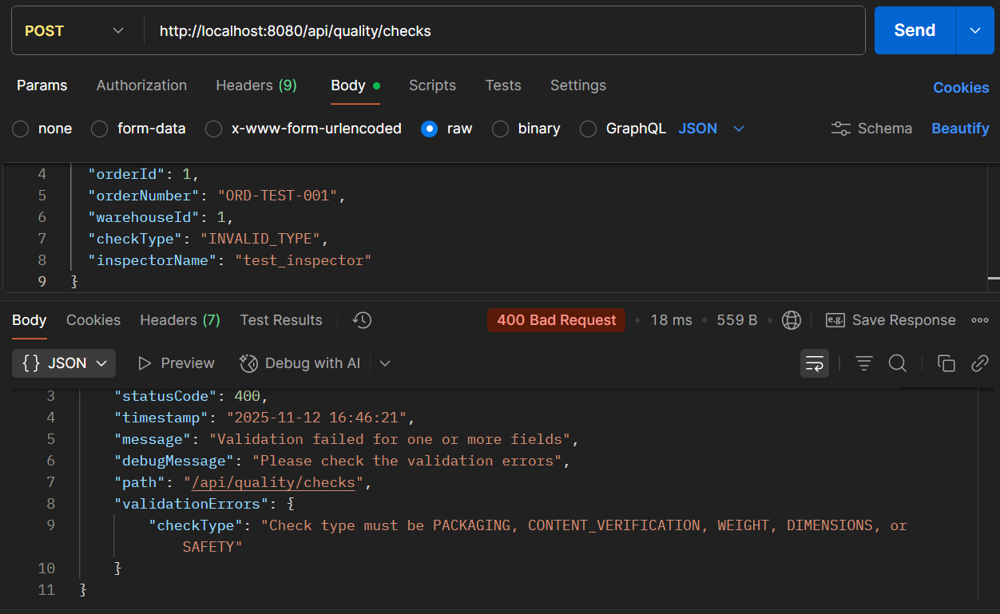 POST http://localhost:8080/api/quality/checks Send
Params Authorization Headers (9) Body Scripts Tests Settings Cookies
none form-data x-www-form-urlencoded raw binary GraphQL JSON Schema Beautify
4 "orderId": 1,
5 "orderNumber": "ORD-TEST-001",
6 "warehouseId": 1,
7 "checkType": "INVALID_TYPE",
8 "inspectorName": "test_inspector"
9 }
Body Cookies Headers (7) Test Results 400 Bad Request • 18 ms • 559 B • e.g. Save Response
{} JSON Preview Debug with AI
3 "statusCode": 400,
4 "timestamp": "2025-11-12 16:46:21",
5 "message": "Validation failed for one or more fields",
6 "debugMessage": "Please check the validation errors",
7 "path": "/api/quality/checks",
8 "validationErrors": {
9 "checkType": "Check type must be PACKAGING, CONTENT_VERIFICATION, WEIGHT, DIMENSIONS, or
SAFETY"
10 }
11 }